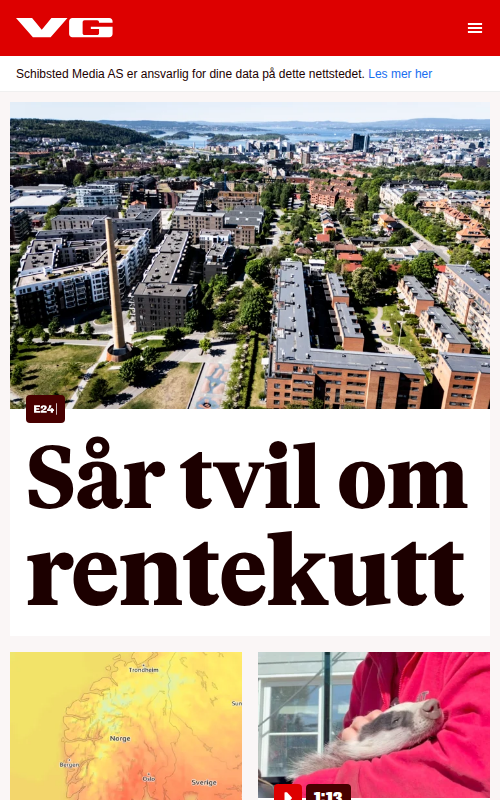 VG
Schibsted Media AS er ansvarlig for dine data på dette nettstedet. Les mer her
E24
Sår tvil om
rentekutt
Trondheim
Norge
Bergen
Oslo
Sverige
1:13